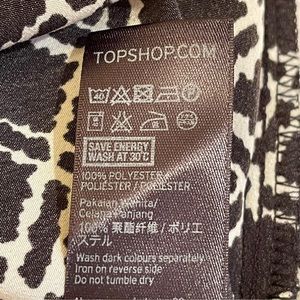 TOPSHOP.COM
SAVE ENERGY
WASH AT 30°C
100% POLYESTER
POLIÉSTER / POLIESTER
Pakaian Wanita/
Celana Panjang
100% 聚酯纤维 / ポリエ
ステル
Wash dark colours separately
Iron on reverse side
Do not tumble dry